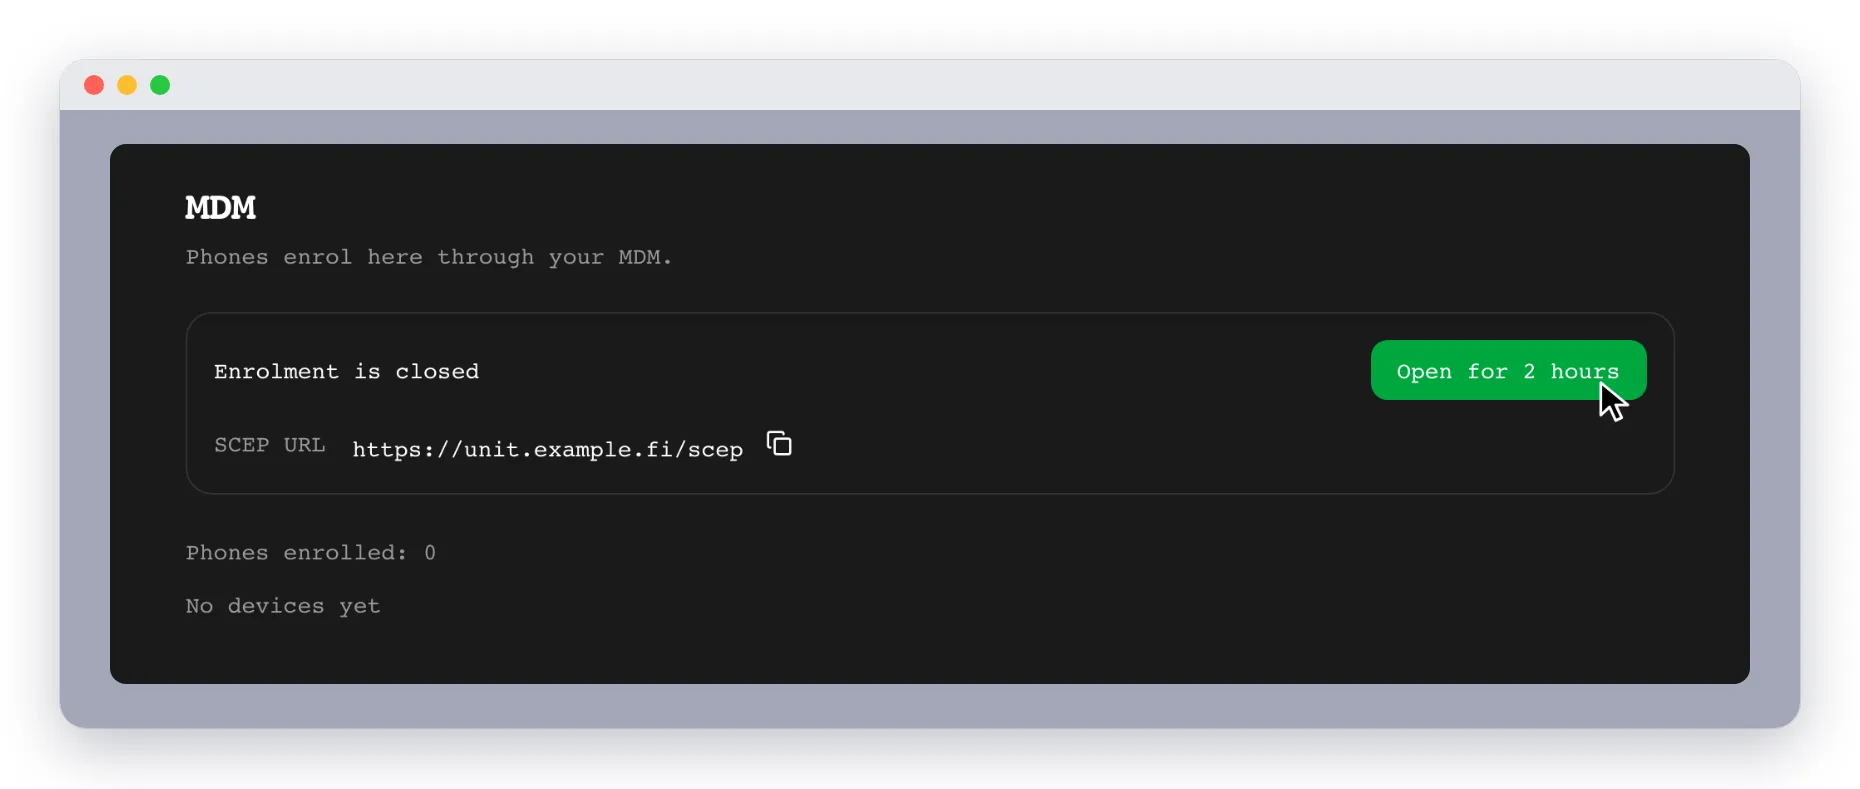 MDM
Phones enrol here through your MDM.
Enrolment is closed
Open for 2 hours
SCEP URL https://unit.example.fi/scep
Phones enrolled: 0
No devices yet